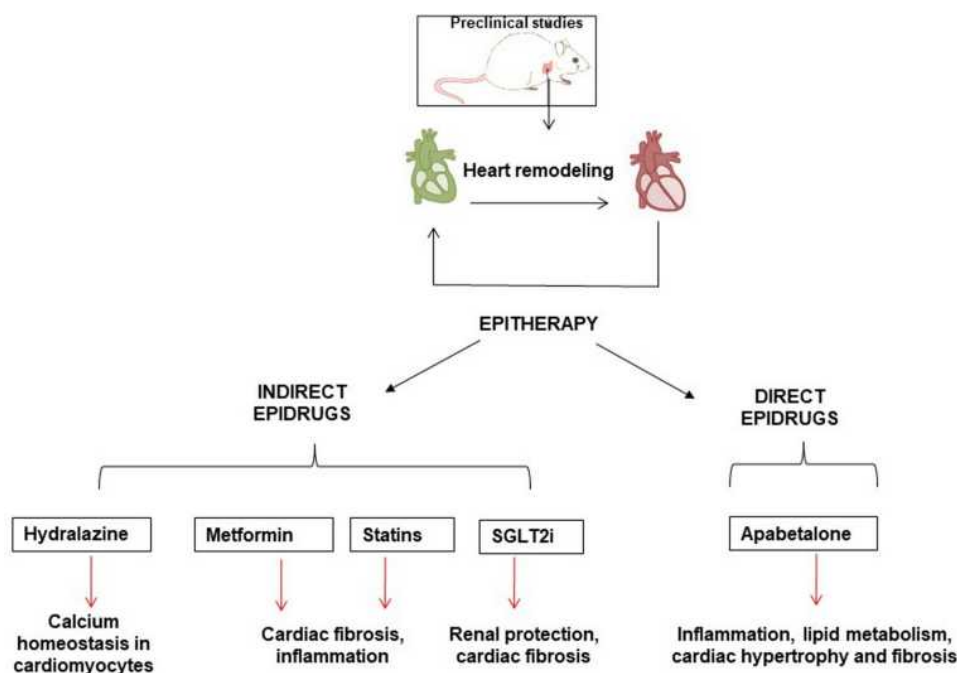 Preclinical studies
Heart remodeling
EPITHERAPY
INDIRECT
EPIDRUGS
DIRECT
EPIDRUGS
Hydralazine
Metformin
Statins
SGLT2i
Apabetalone
Calcium
homeostasis in
cardiomyocytes
Cardiac fibrosis,
inflammation
Renal protection,
cardiac fibrosis
Inflammation, lipid metabolism,
cardiac hypertrophy and fibrosis